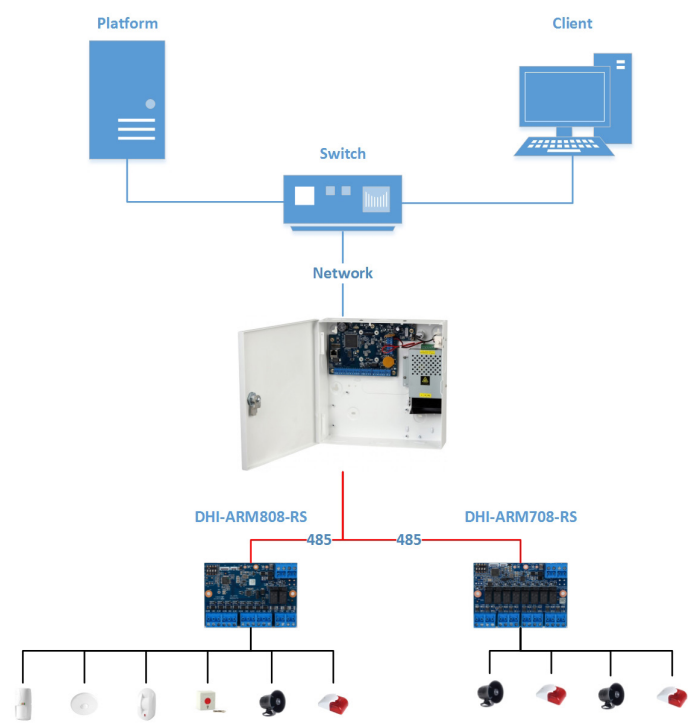 Platform
Client
Switch
Network
DHI-ARM808-RS
DHI-ARM708-RS
485
485